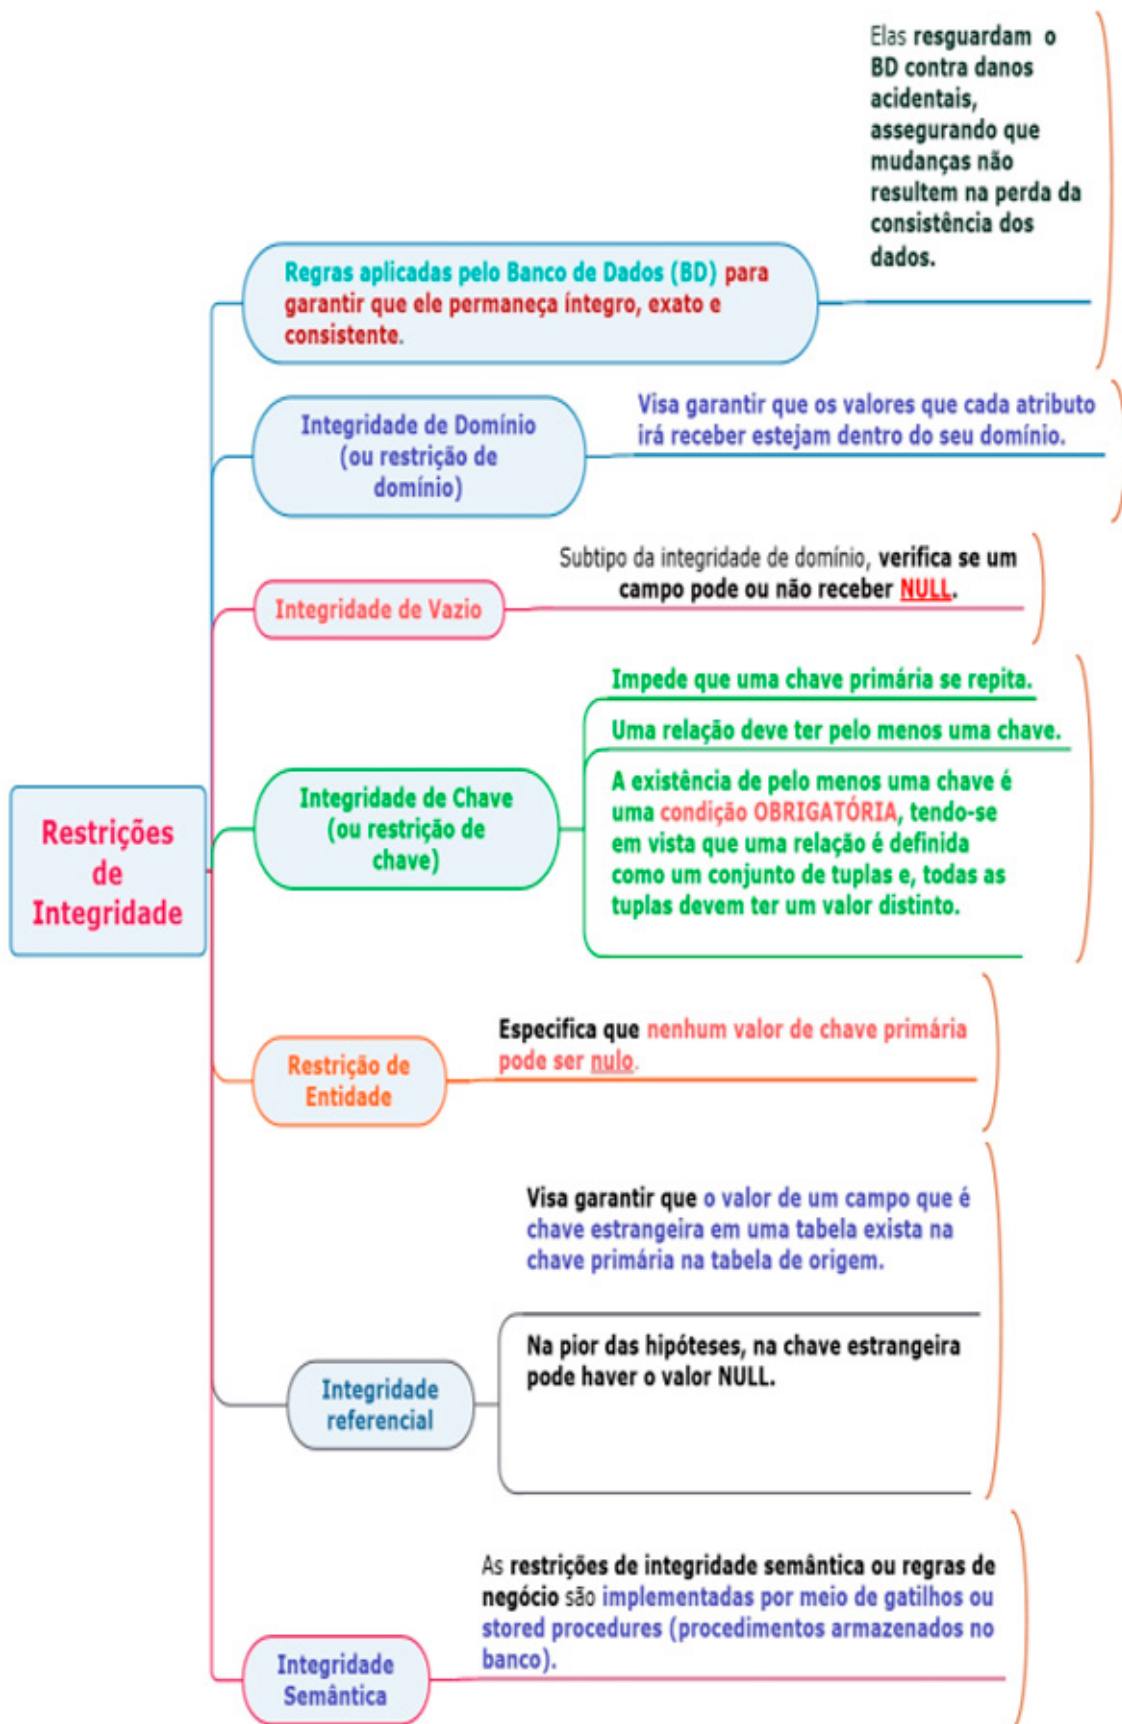 Elas resguardam o
BD contra danos
acidentais,
assegurando que
mudanças não
resultem na perda da
consistência dos
dados.
Regras aplicadas pelo Banco de Dados (BD) para
garantir que ele permaneça íntegro, exato e
consistente.
Integridade de Domínio
(ou restrição de
domínio)
Visa garantir que os valores que cada atributo
irá receber estejam dentro do seu domínio.
Subtipo da integridade de domínio, verifica se um
campo pode ou não receber NULL.
Integridade de Vazio
Impede que uma chave primária se repita.
Uma relação deve ter pelo menos uma chave.
A existência de pelo menos uma chave é
uma condição OBRIGATÓRIA, tendo-se
em vista que uma relação é definida
como um conjunto de tuplas e, todas as
tuplas devem ter um valor distinto.
Integridade de Chave
(ou restrição de
chave)
Restrições
de
Integridade
Especifica que nenhum valor de chave primária
pode ser nulo.
Restrição de
Entidade
Visa garantir que o valor de um campo que é
chave estrangeira em uma tabela exista na
chave primária na tabela de origem.
Na pior das hipóteses, na chave estrangeira
pode haver o valor NULL.
Integridade
referencial
As restrições de integridade semântica ou regras de
negócio são implementadas por meio de gatilhos ou
stored procedures (procedimentos armazenados no
banco).
Integridade
Semântica